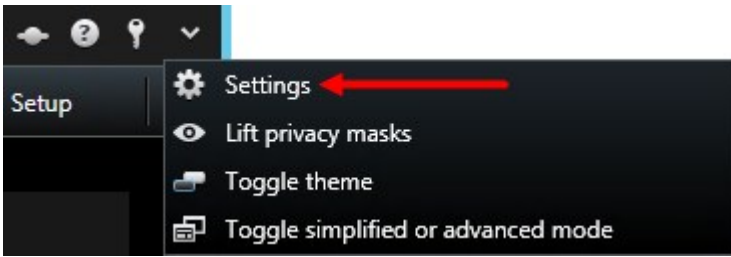 Setup
Settings
Lift privacy masks
Toggle theme
Toggle simplified or advanced mode